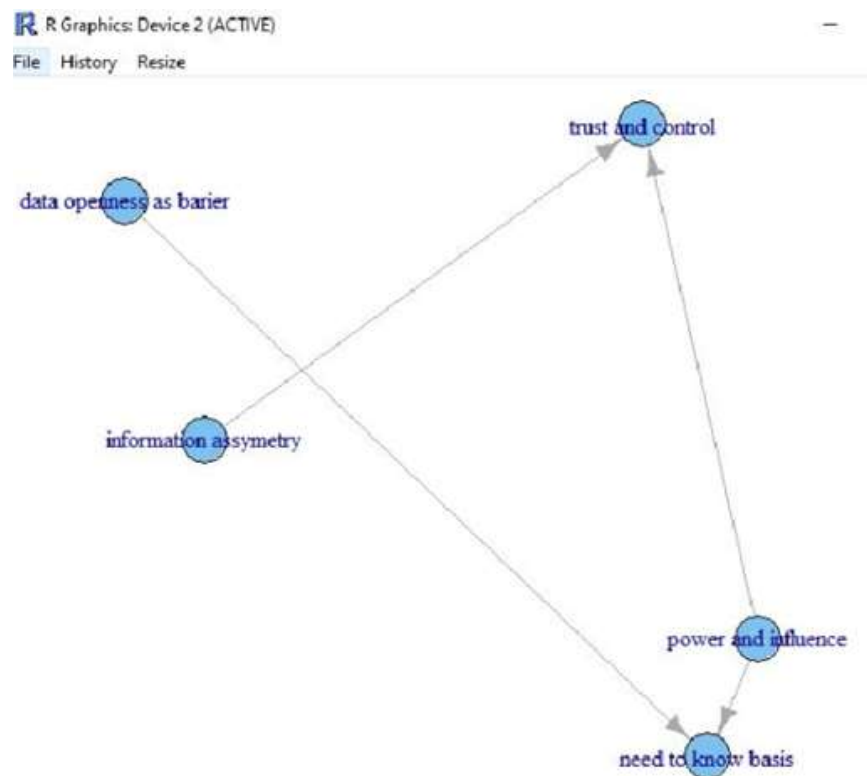 R Graphics: Device 2 (ACTIVE)
File History Resize
trust and control
data openness as barier
information assymetry
power and influence
need to know basis